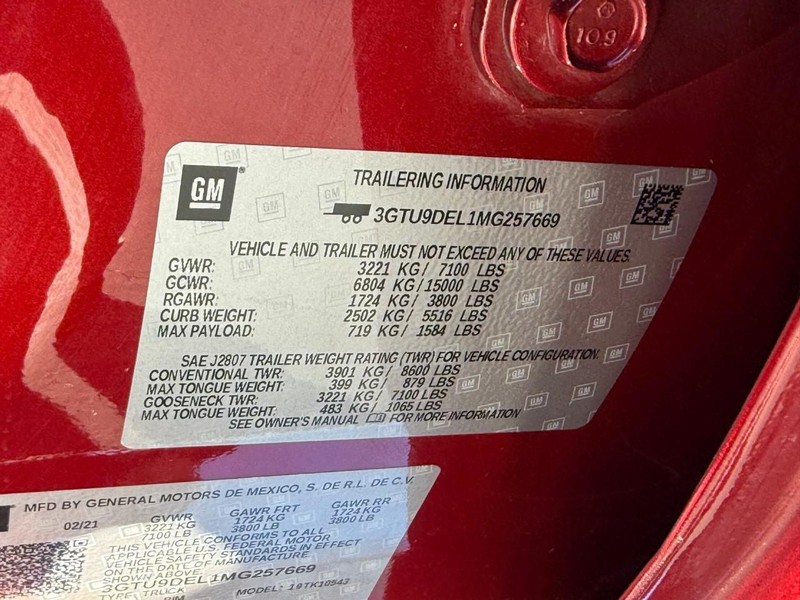 10.9
GM
TRAILERING INFORMATION
3GTU9DEL1MG257669
VEHICLE AND TRAILER MUST NOT EXCEED ANY OF THESE VALUES.
GVWR: 3221 KG / 7100 LBS
GCWR: 6804 KG / 15000 LBS
RGAWR: 1724 KG / 3800 LBS
CURB WEIGHT: 2502 KG / 5516 LBS
MAX PAYLOAD: 719 KG / 1584 LBS
SAE J2807 TRAILER WEIGHT RATING (TWR) FOR VEHICLE CONFIGURATION.
CONVENTIONAL TWR: 3901 KG / 8600 LBS
MAX TONGUE WEIGHT: 399 KG / 879 LBS
GOOSENECK TWR: 3221 KG / 7100 LBS
MAX TONGUE WEIGHT: 483 KG / 1065 LBS
SEE OWNER'S MANUAL FOR MORE INFORMATION
MFD BY GENERAL MOTORS DE MEXICO, S. DE R.L. DE C.V.
02/21 GVWR GAWR FRT GAWR RR
3221 KG 1724 KG 1724 KG
7100 LB 3800 LB 3800 LB
THIS VEHICLE CONFORMS TO ALL
APPLICABLE U.S. FEDERAL MOTOR
VEHICLE SAFETY STANDARDS IN EFFECT
ON THE DATE OF MANUFACTURE
SHOWN ABOVE
3GTU9DEL1MG257669
TYPE: TRUCK MODEL: 19TK10543
RIM